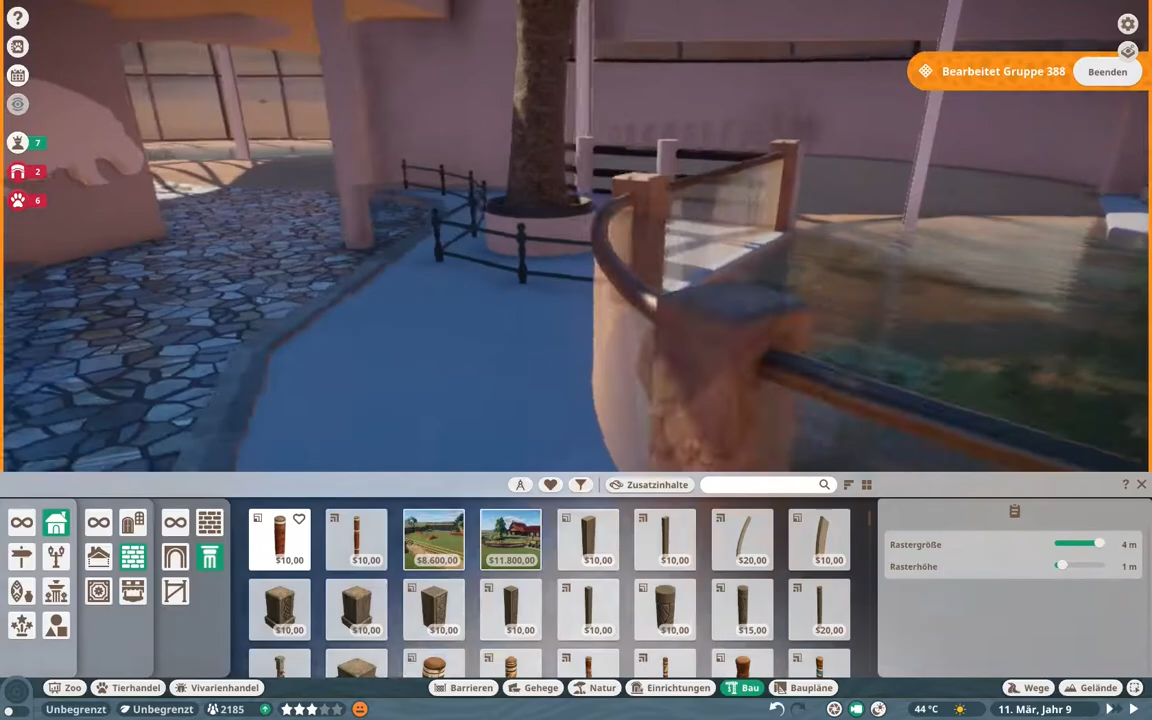 ?
Bearbeitet Gruppe 388
Beenden
7
2
6
Zusatzinhalte
? ×
$10,00 $10,00 $8.600,00 $11.800,00 $10,00 $10,00 $20,00 $10,00
$10,00 $10,00 $10,00 $10,00 $10,00 $10,00 $15,00 $20,00
Rastergröße 4 m
Rasterhöhe 1 m
Zoo Tierhandel Vivarienhandel Barrieren Gehege Natur Einrichtungen Bau Baupläne Wege Gelände
Unbegrenzt Unbegrenzt 2185 44 °C 11. Mär, Jahr 9